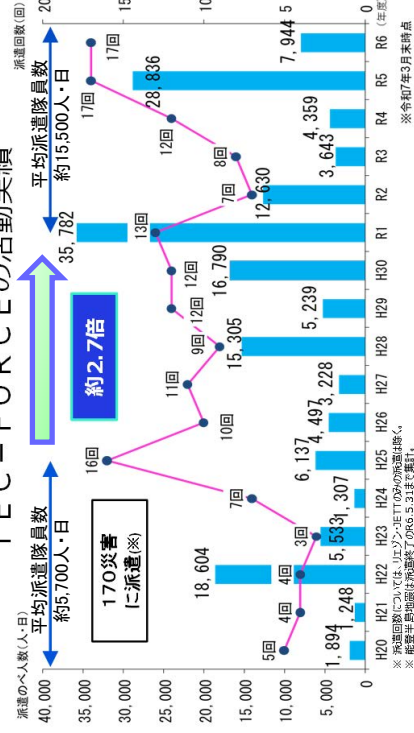 TEC-FORCEの活動実績
派遣のべ人数(人・日)
派遣回数(回)
平均派遣隊員数
約5,700人・日
平均派遣隊員数
約15,500人・日
約2.7倍
170災害
に派遣(※)
40,000
35,000
30,000
25,000
20,000
15,000
10,000
5,000
0
20
15
10
5
0
5回
4回
4回
3回
7回
16回
10回
11回
9回
12回
12回
13回
7回
8回
12回
17回
17回
1,894
1,248
18,604
5,533
1,307
6,137
4,497
3,228
15,305
5,239
16,790
35,782
12,630
3,643
4,359
28,836
7,944
H20 H21 H22 H23 H24 H25 H26 H27 H28 H29 H30 R1 R2 R3 R4 R5 R6 (年度)
※ 派遣回数については、リエゾン・JETTのみの派遣は除く。
※ 能登半島地震は派遣終了のR6.5.31まで集計。
※令和7年3月末時点